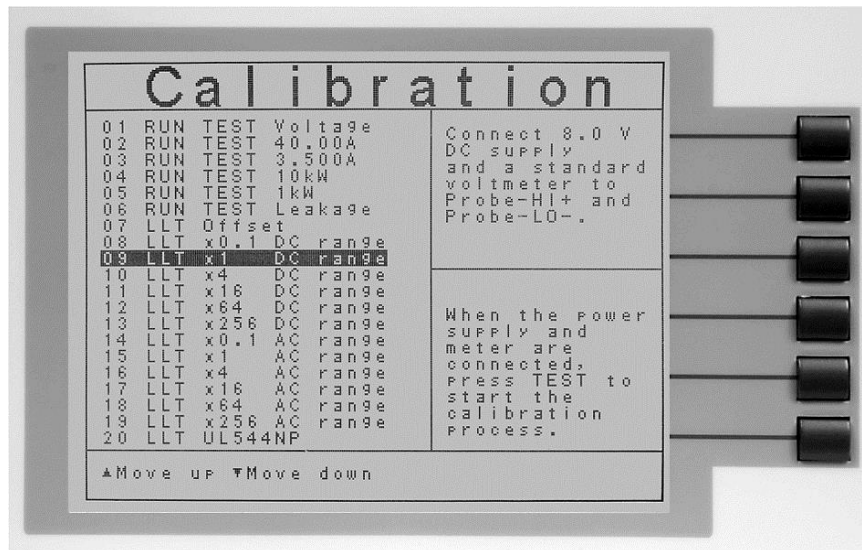 Calibration
01 RUN TEST Voltage
02 RUN TEST 40.00A
03 RUN TEST 3.500A
04 RUN TEST 10kW
05 RUN TEST 1kW
06 RUN TEST Leakage
07 LLT Offset
08 LLT x0.1 DC range
09 LLT x1 DC range
10 LLT x4 DC range
11 LLT x16 DC range
12 LLT x64 DC range
13 LLT x256 DC range
14 LLT x0.1 AC range
15 LLT x1 AC range
16 LLT x4 AC range
17 LLT x16 AC range
18 LLT x64 AC range
19 LLT x256 AC range
20 LLT UL544NP
Connect 8.0 V
DC supply
and a standard
voltmeter to
Probe-HI+ and
Probe-LO-.
When the power
supply and
meter are
connected,
press TEST to
start the
calibration
process.
▲Move up ▼Move down